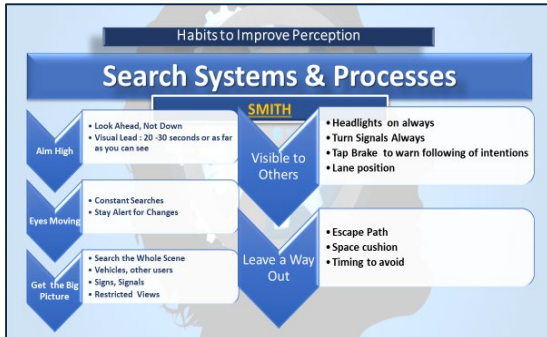 Habits to Improve Perception
Search Systems & Processes
SMITH
Aim High
• Look Ahead, Not Down
• Visual Lead : 20 -30 seconds or as far
as you can see
Eyes Moving
• Constant Searches
• Stay Alert for Changes
Get the Big
Picture
• Search the Whole Scene
• Vehicles, other users
• Signs, Signals
• Restricted Views
Visible to
Others
• Headlights on always
• Turn Signals Always
• Tap Brake to warn following of intentions
• Lane position
Leave a Way
Out
• Escape Path
• Space cushion
• Timing to avoid